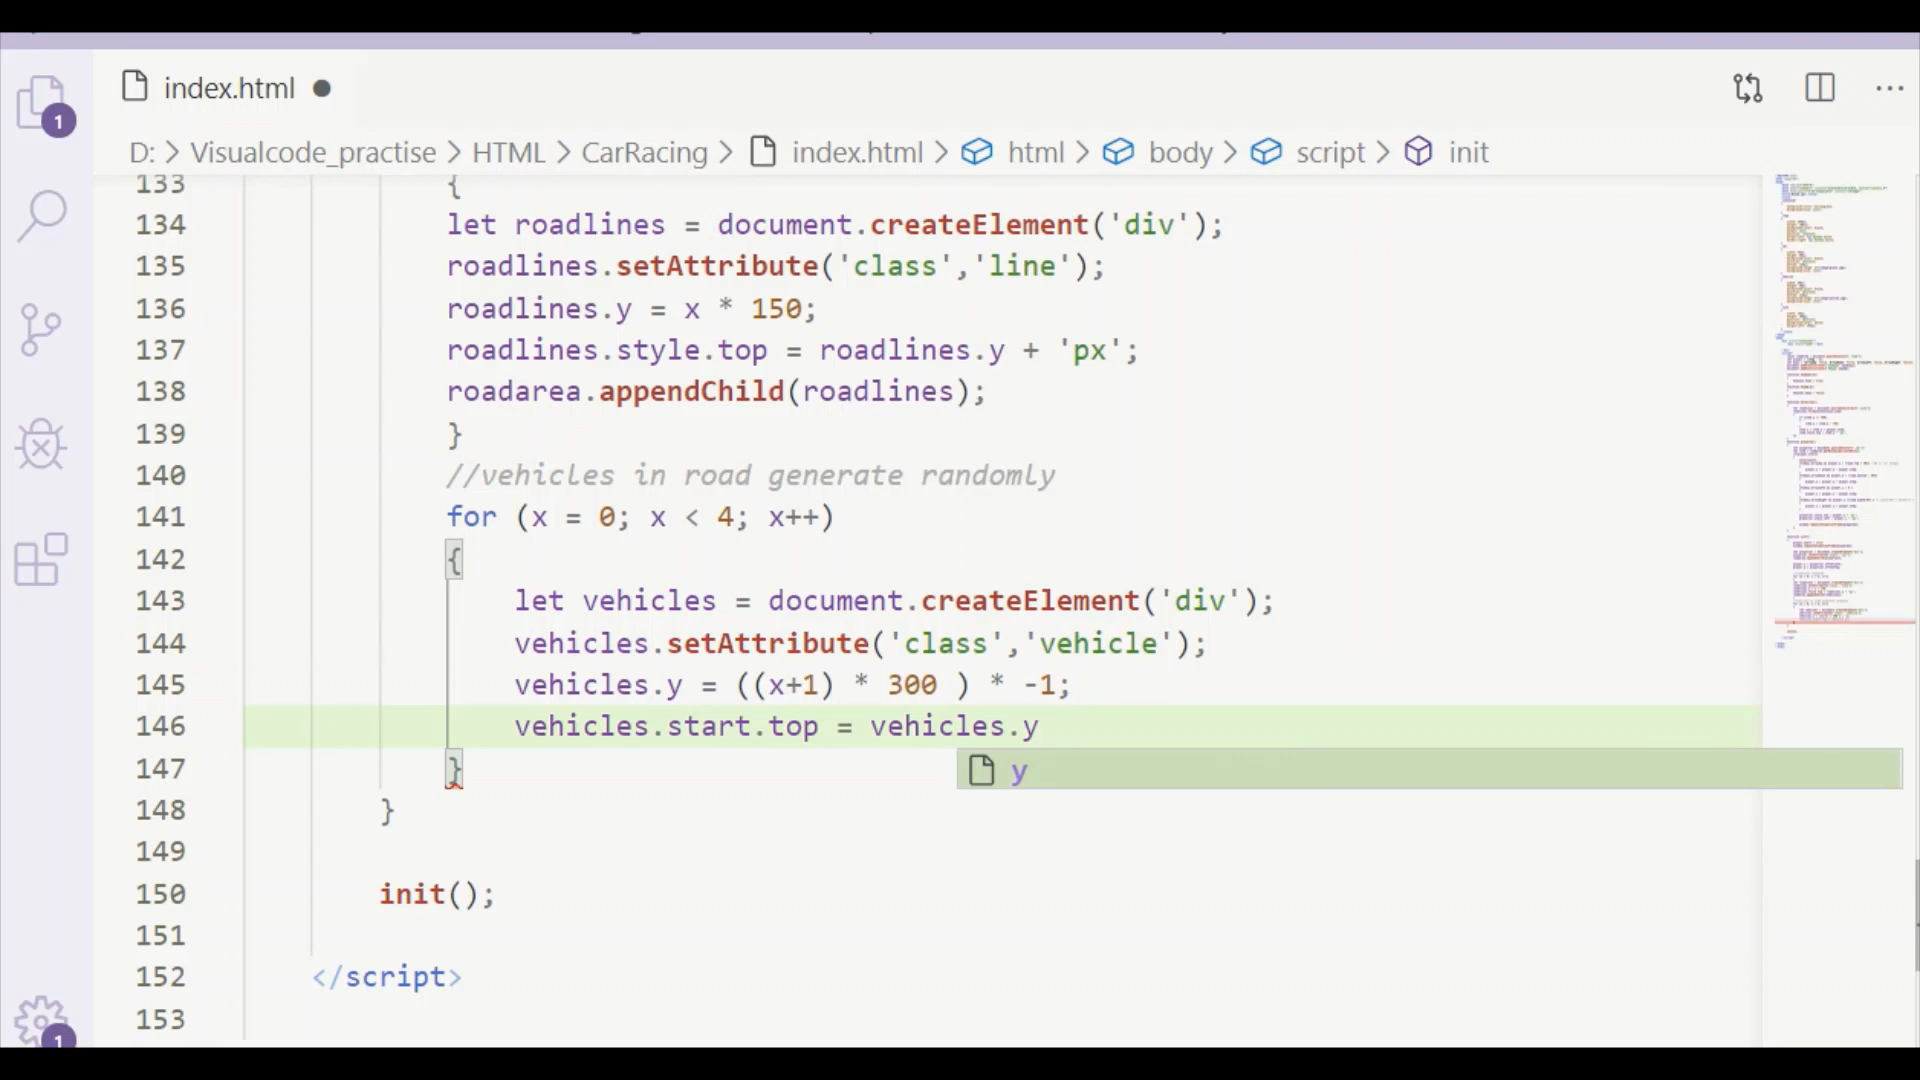 index.html
D: > Visualcode_practise > HTML > CarRacing > index.html > html > body > script > init
133 {
134 let roadlines = document.createElement('div');
135 roadlines.setAttribute('class','line');
136 roadlines.y = x * 150;
137 roadlines.style.top = roadlines.y + 'px';
138 roadarea.appendChild(roadlines);
139 }
140 //vehicles in road generate randomly
141 for (x = 0; x < 4; x++)
142 {
143 let vehicles = document.createElement('div');
144 vehicles.setAttribute('class','vehicle');
145 vehicles.y = ((x+1) * 300 ) * -1;
146 vehicles.start.top = vehicles.y
147 }
y
148 }
149
150 init();
151
152 </script>
153
1
1